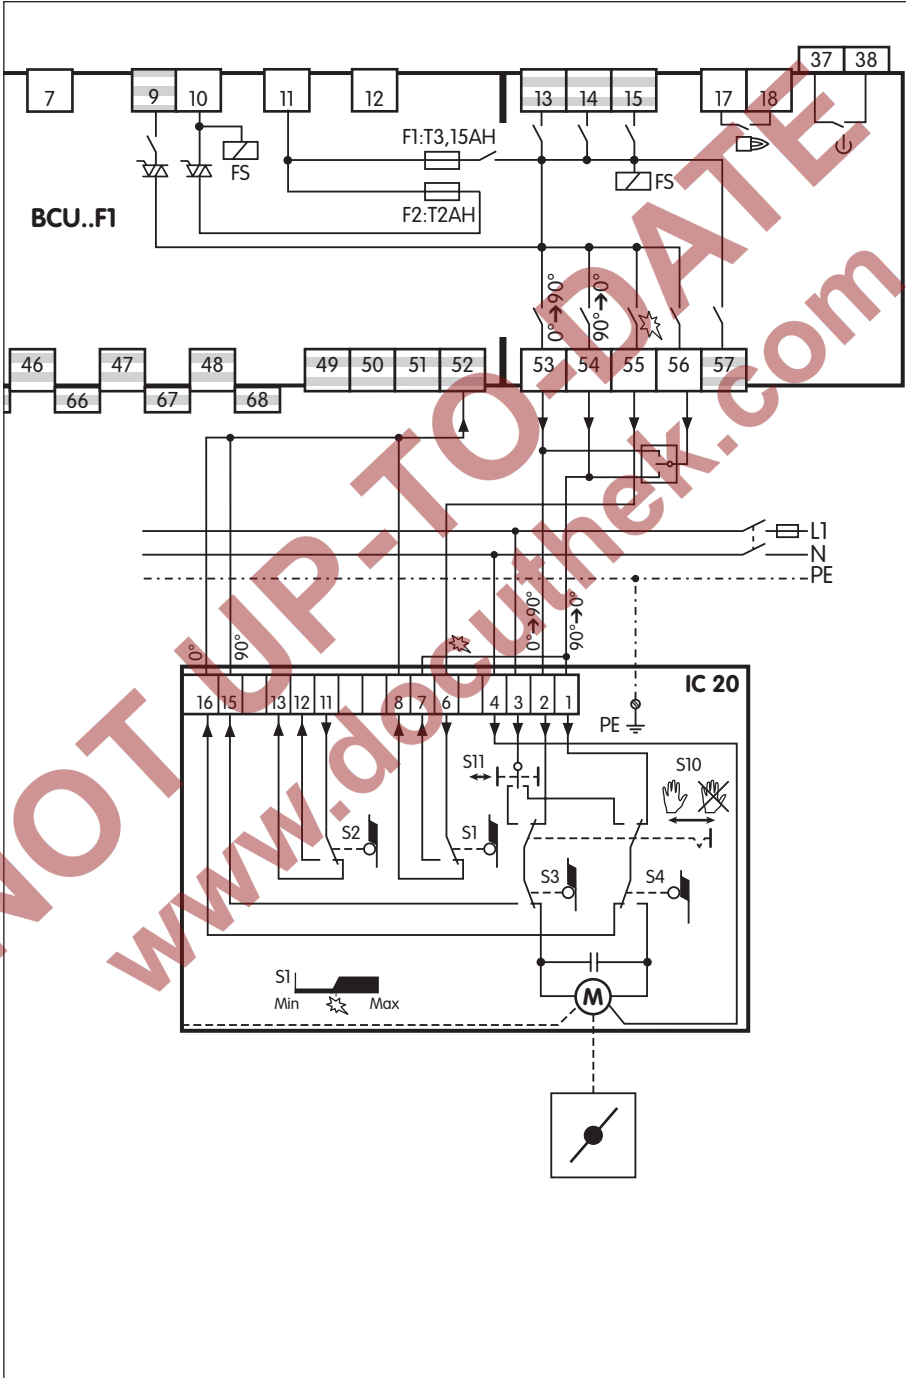 37 38
7 9 10 11 12 13 14 15 17 18
F1:T3,15AH
FS
FS
F2:T2AH
BCU..F1
0°➔90°
90°➔0°
46 47 48 49 50 51 52 53 54 55 56 57
66 67 68
L1
N
PE
0°
90°
0°➔90°
90°➔0°
IC 20
16 15 13 12 11 8 7 6 4 3 2 1
PE
S11
S10
S2
S1
S3
S4
S1
Min Max
M
NOT UP-TO-DATE
www.docuthek.com